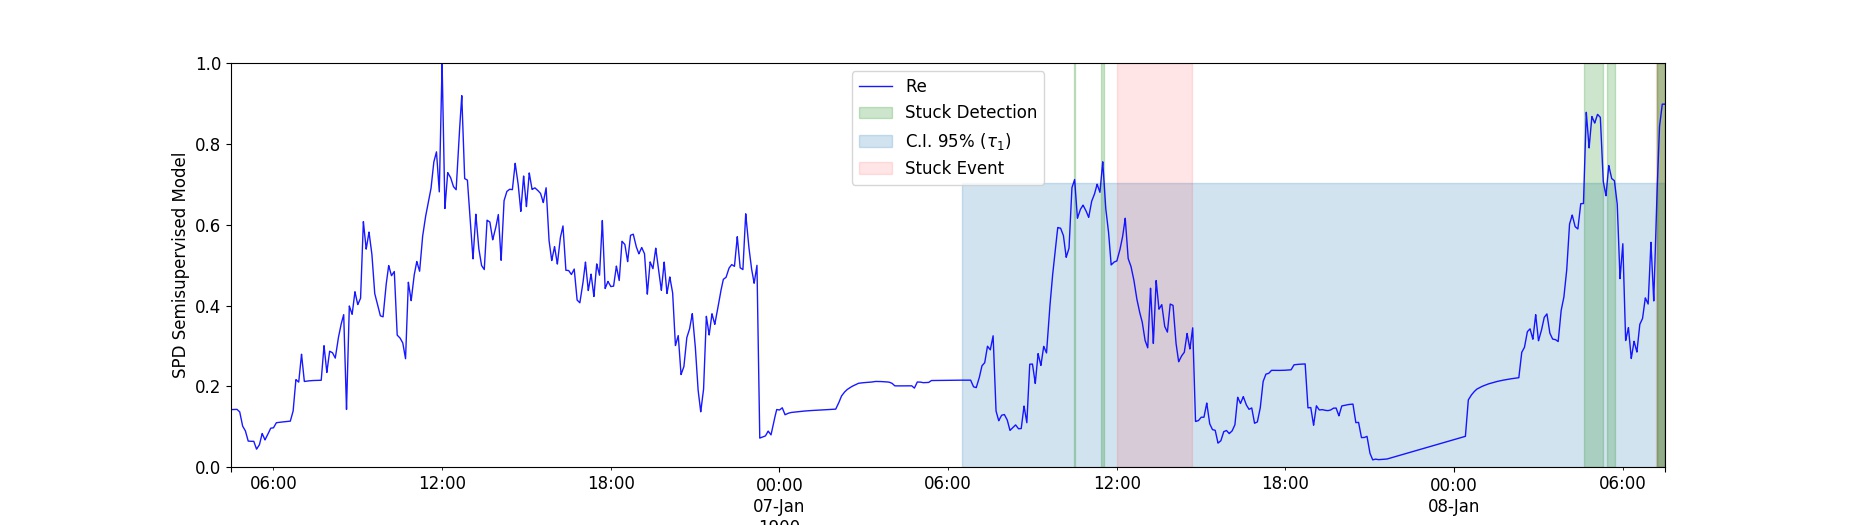 SPD Semisupervised Model
1.0
0.8
0.6
0.4
0.2
0.0
Re
Stuck Detection
C.I. 95% (τ₁)
Stuck Event
06:00 12:00 18:00 00:00 06:00 12:00 18:00 00:00 06:00
07-Jan 08-Jan
1900